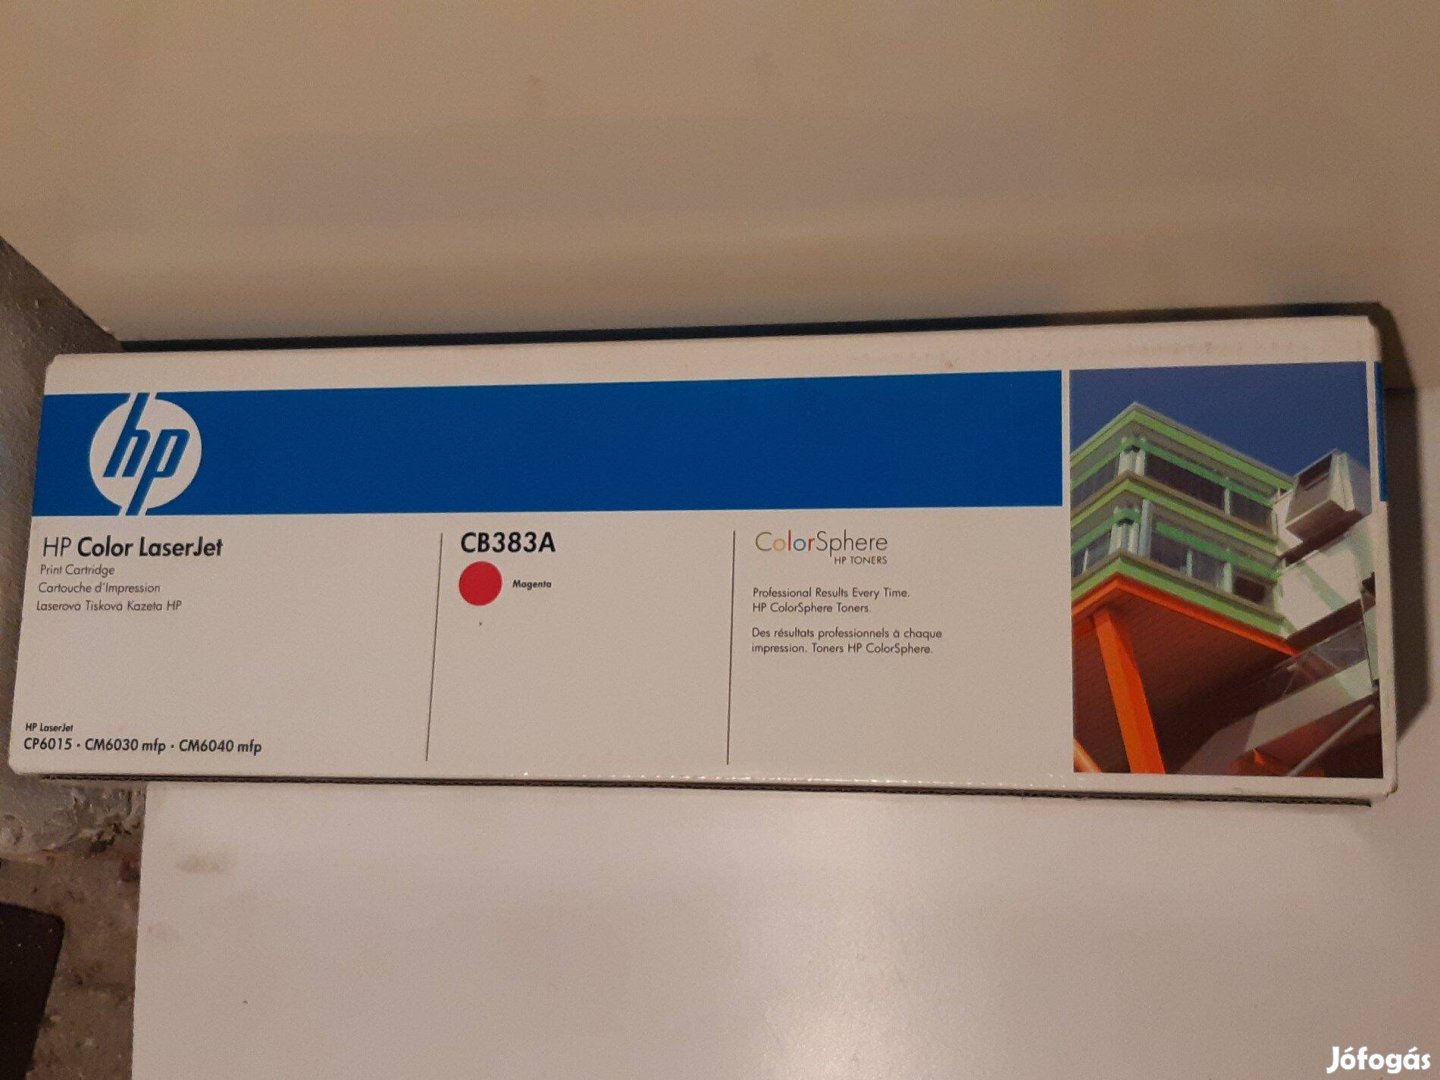 hp
HP Color LaserJet
Print Cartridge
Cartouche d'Impression
Laserová Tisková Kazeta HP
HP LaserJet
CP6015 • CM6030 mfp • CM6040 mfp
CB383A
Magenta
ColorSphere
HP TONERS
Professional Results Every Time.
HP ColorSphere Toners.
Des résultats professionnels à chaque
impression. Toners HP ColorSphere.
Jófogás